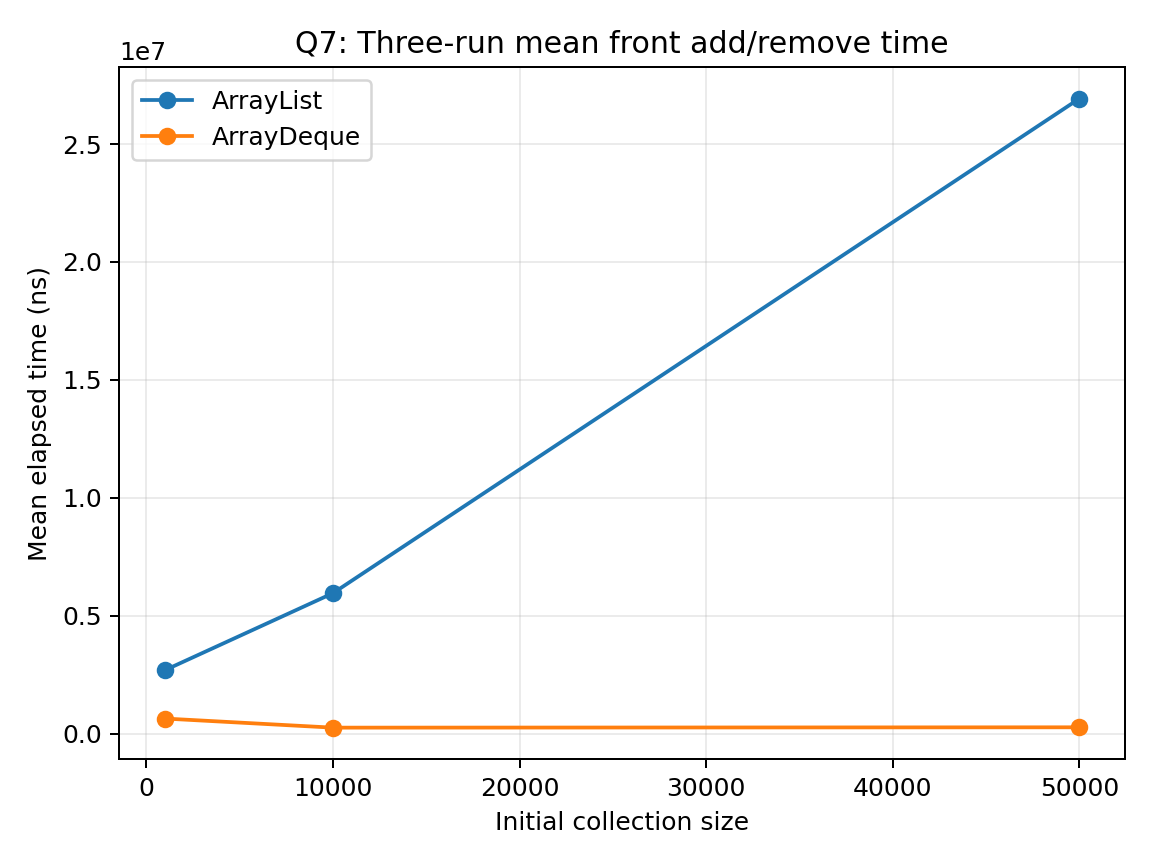 Q7: Three-run mean front add/remove time
1e7
ArrayList
ArrayDeque
2.5
2.0
1.5
1.0
0.5
0.0
Mean elapsed time (ns)
0 10000 20000 30000 40000 50000
Initial collection size